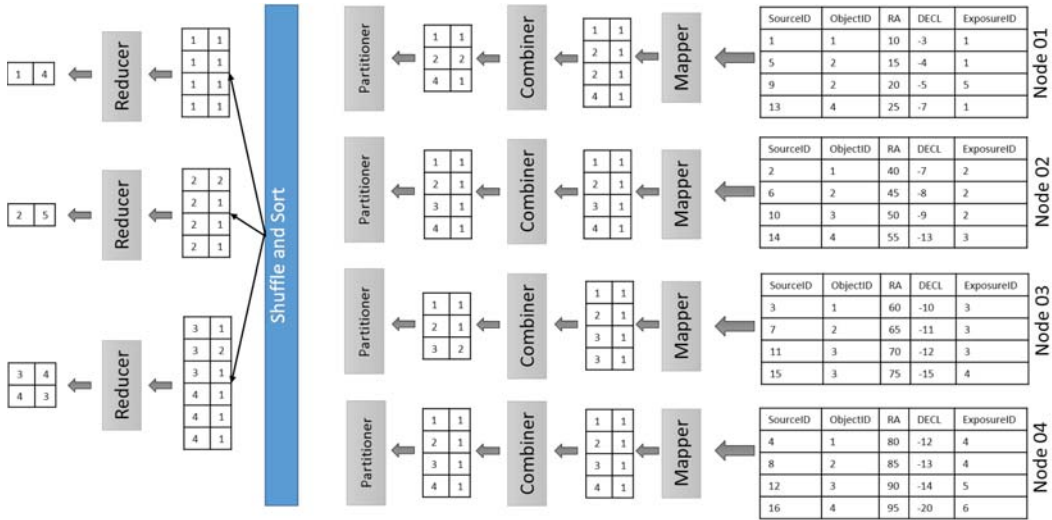 Node 01
SourceID ObjectID RA DECL ExposureID
1 1 10 -3 1
5 2 15 -4 1
9 2 20 -5 5
13 4 25 -7 1
Mapper
1 1
2 1
2 1
4 1
Combiner
1 1
2 2
4 1
Partitioner
Node 02
SourceID ObjectID RA DECL ExposureID
2 1 40 -7 2
6 2 45 -8 2
10 3 50 -9 2
14 4 55 -13 3
Mapper
1 1
2 1
3 1
4 1
Combiner
1 1
2 1
3 1
4 1
Partitioner
Node 03
SourceID ObjectID RA DECL ExposureID
3 1 60 -10 3
7 2 65 -11 3
11 3 70 -12 3
15 3 75 -15 4
Mapper
1 1
2 1
3 1
3 1
Combiner
1 1
2 1
3 2
Partitioner
Node 04
SourceID ObjectID RA DECL ExposureID
4 1 80 -12 4
8 2 85 -13 4
12 3 90 -14 5
16 4 95 -20 6
Mapper
1 1
2 1
3 1
4 1
Combiner
1 1
2 1
3 1
4 1
Partitioner
Shuffle and Sort
1 1
1 1
1 1
1 1
Reducer
1 4
2 2
2 1
2 1
2 1
Reducer
2 5
3 1
3 2
3 1
4 1
4 1
4 1
Reducer
3 4
4 3